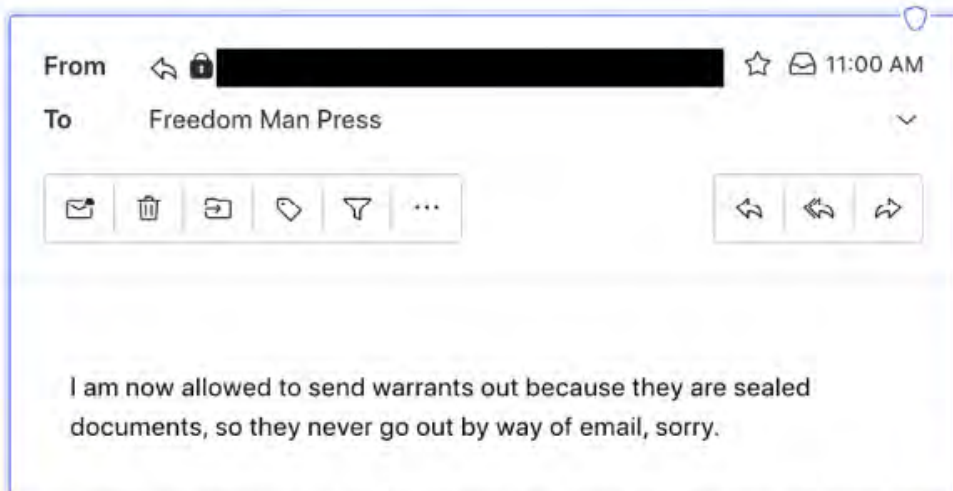 From 11:00 AM
To Freedom Man Press
I am now allowed to send warrants out because they are sealed
documents, so they never go out by way of email, sorry.